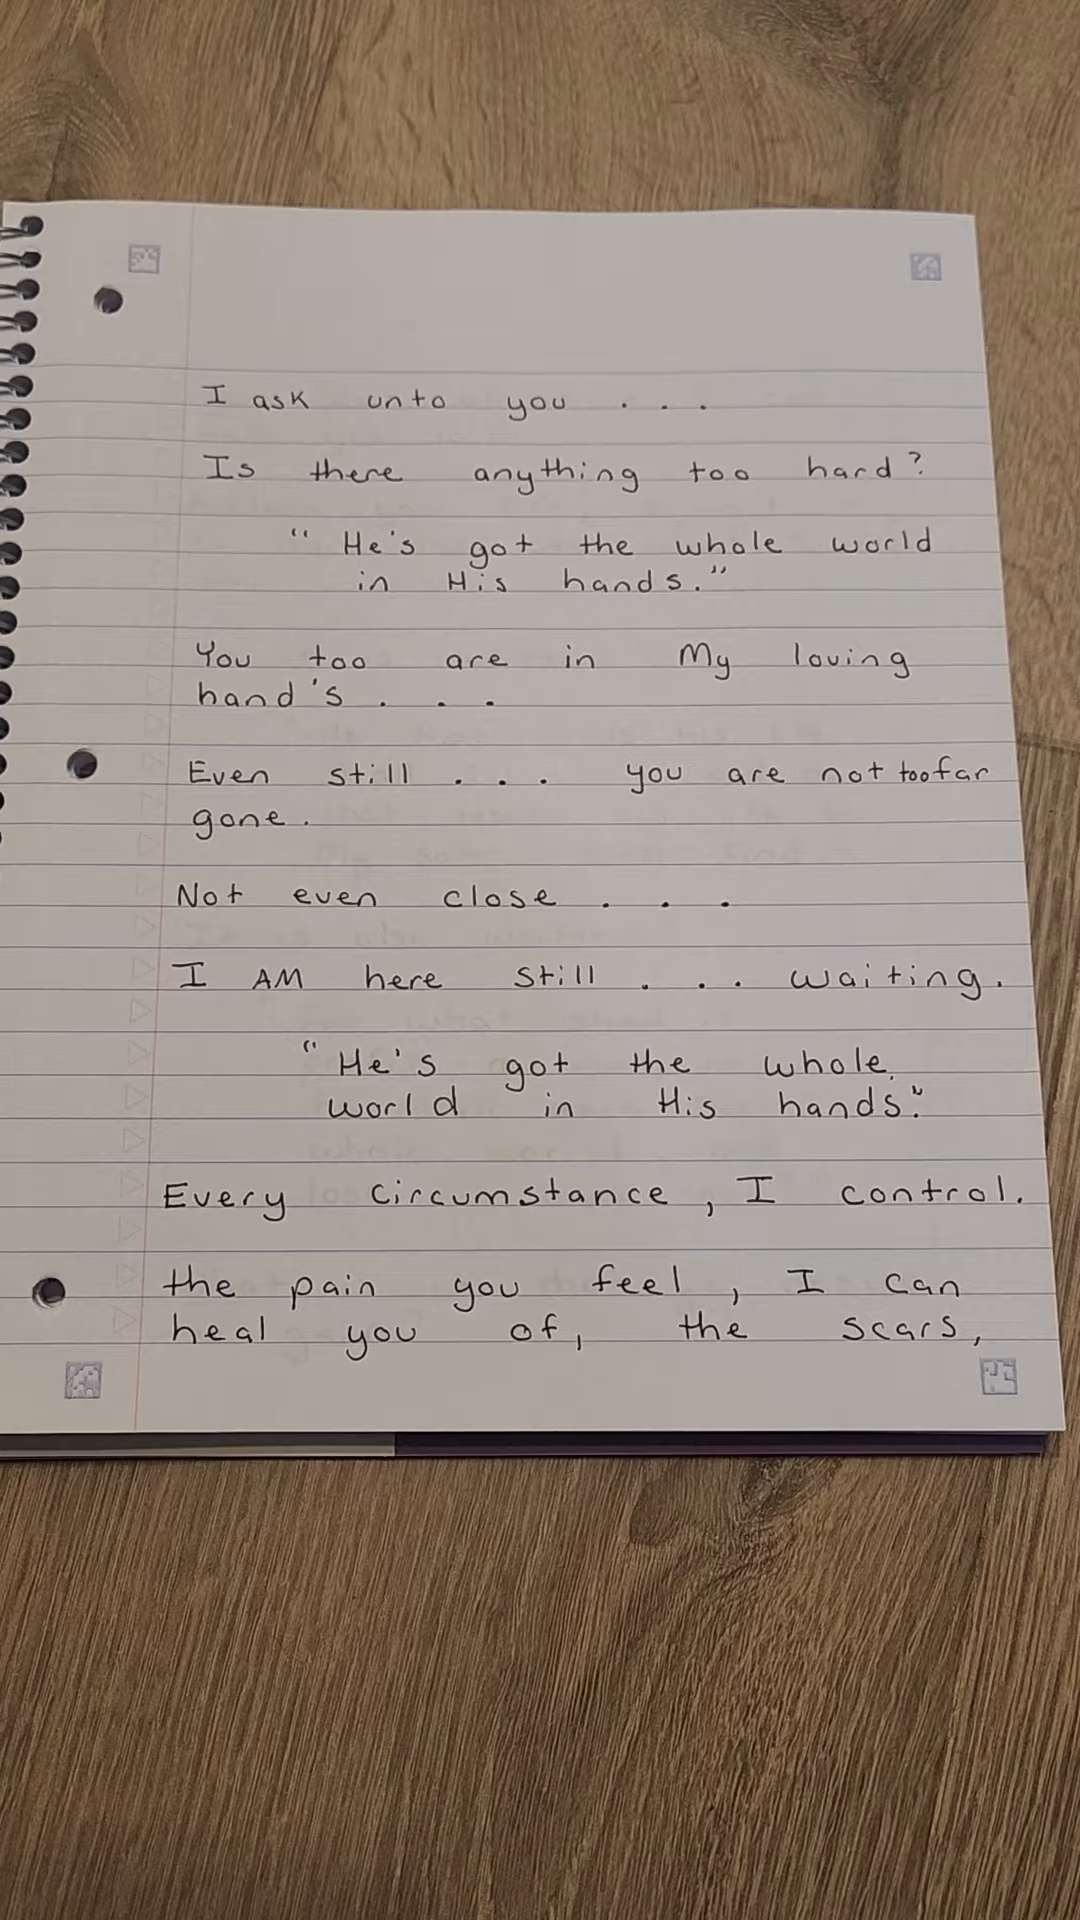 I ask unto you . . .
Is there anything too hard?
"He's got the whole world
in His hands."
You too are in My loving
hand's . . .
Even still . . . you are not too far
gone.
Not even close . . .
I AM here still . . . waiting.
"He's got the whole
world in His hands."
Every circumstance, I control.
the pain you feel, I can
heal you of, the scars,